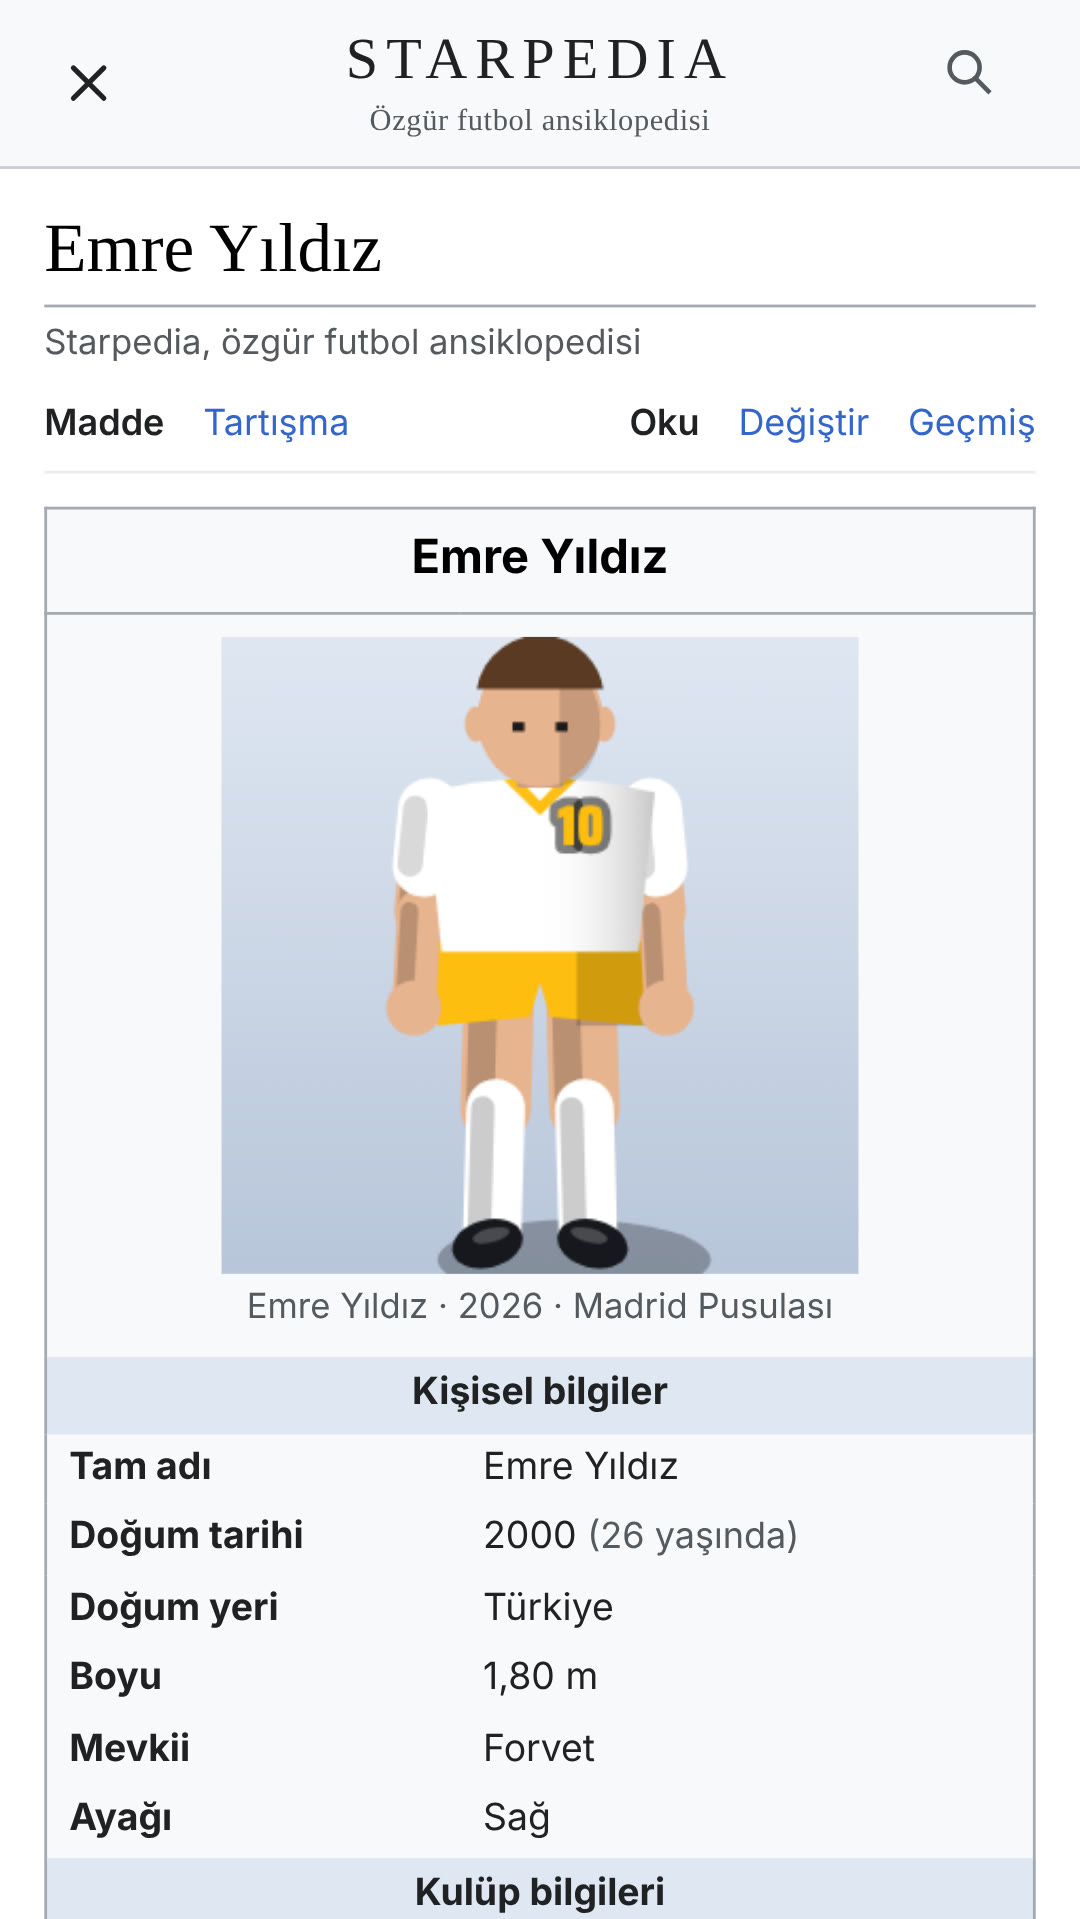 STARPEDIA
Özgür futbol ansiklopedisi
Emre Yıldız
Starpedia, özgür futbol ansiklopedisi
Madde Tartışma Oku Değiştir Geçmiş
Emre Yıldız
10
Emre Yıldız · 2026 · Madrid Pusulası
Kişisel bilgiler
Tam adı Emre Yıldız
Doğum tarihi 2000 (26 yaşında)
Doğum yeri Türkiye
Boyu 1,80 m
Mevkii Forvet
Ayağı Sağ
Kulüp bilgileri